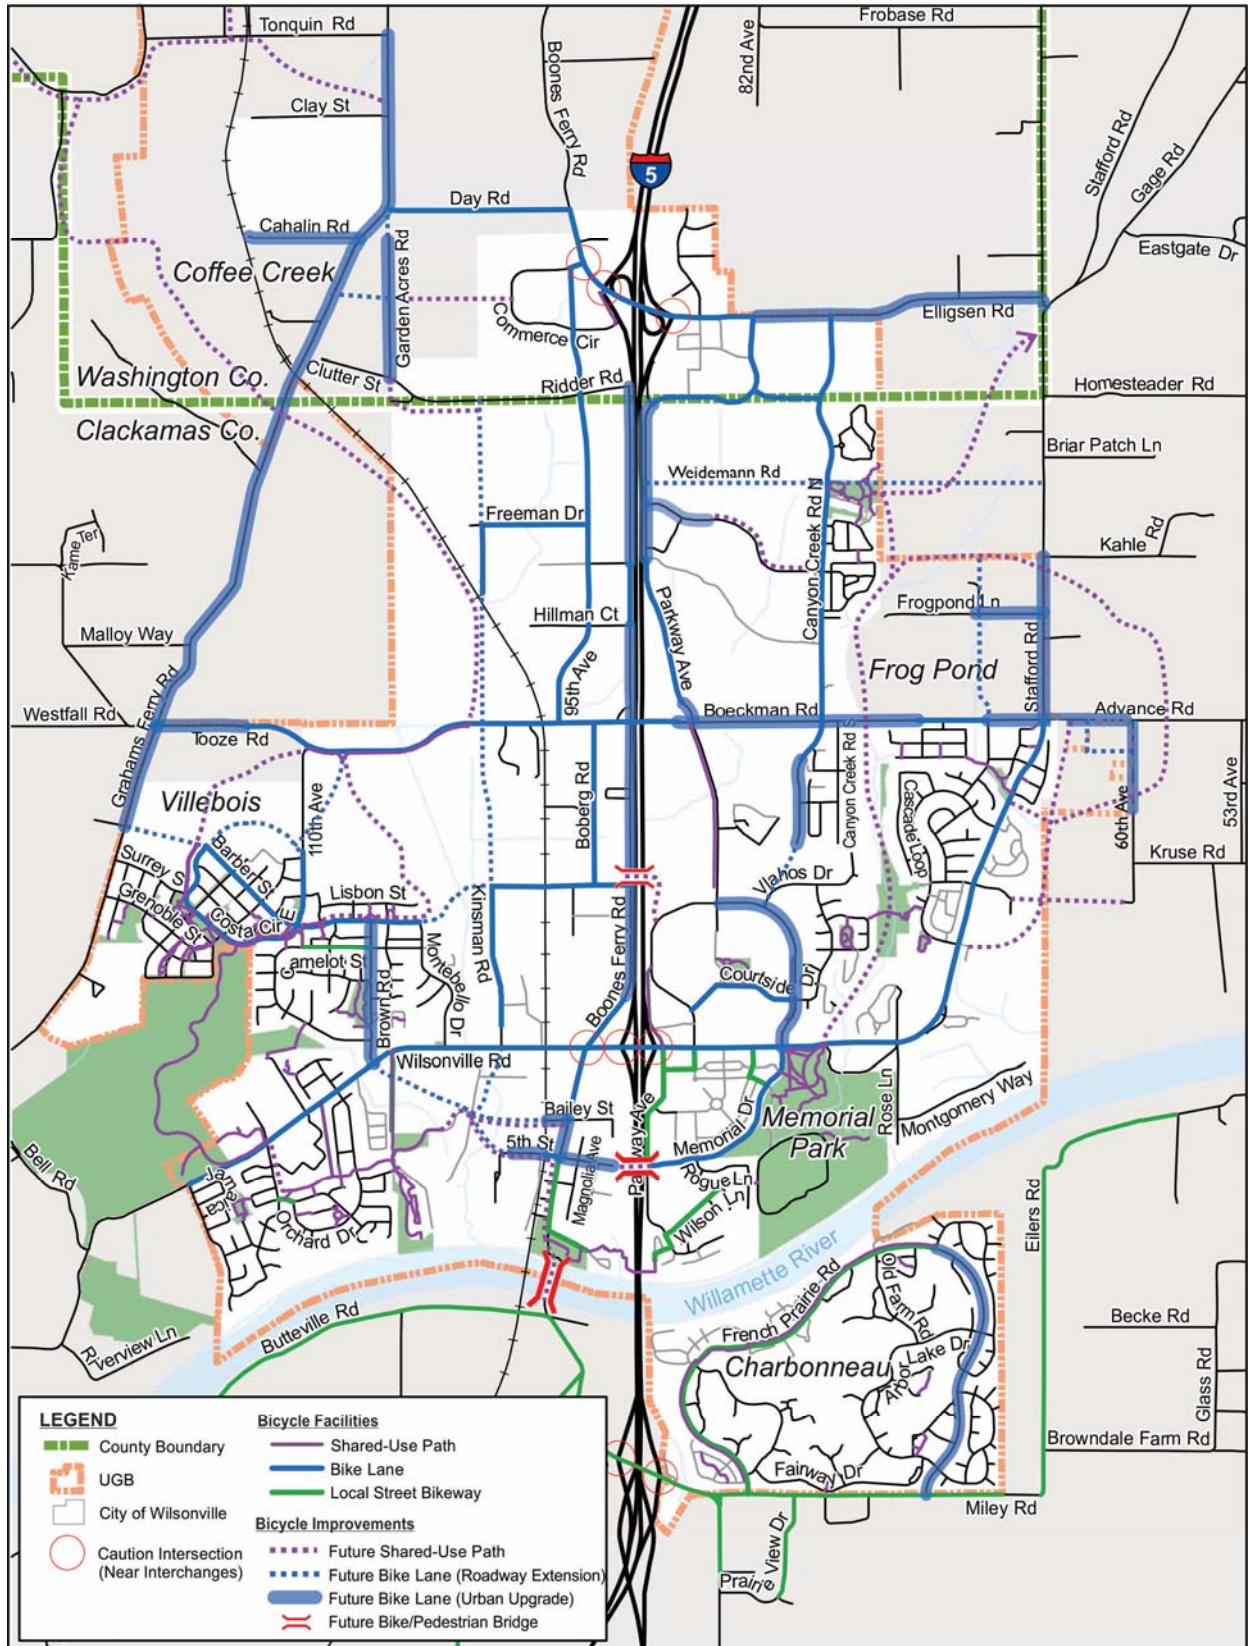 Tonquin Rd
Frobase Rd
Boones Ferry Rd
82nd Ave
Clay St
5
Stafford Rd
Gage Rd
Day Rd
Cahalin Rd
Eastgate Dr
Coffee Creek
Garden Acres Rd
Commerce Cir
Elligsen Rd
Washington Co.
Clutter St
Ridder Rd
Homesteader Rd
Clackamas Co.
Briar Patch Ln
Weidemann Rd
Canyon Creek Rd N
Freeman Dr
Kame Ter
Kahle Rd
Frogpond Ln
Hillman Ct
Parkway Ave
Malloy Way
Frog Pond
Stafford Rd
Grahams Ferry Rd
95th Ave
Westfall Rd
Tooze Rd
Boeckman Rd
Advance Rd
Canyon Creek Rd S
Villebois
110th Ave
Boberg Rd
Cascade Loop
60th Ave
53rd Ave
Barber St
Surrey St
Grenoble St
Kruse Rd
Vlahos Dr
Lisbon St
Costa Cir E
Kinsman Rd
Boones Ferry Rd
Camelot St
Montebello Dr
Brown Rd
Courtside Dr
Wilsonville Rd
Rose Ln
Montgomery Way
Bailey St
Parkway Ave
Memorial Dr
Memorial
Park
5th St
Magnolia Ave
Rogue Ln
Wilson Ln
Bell Rd
Jamaica
Orchard Dr
Eilers Rd
Willamette River
Butteville Rd
French Prairie Rd
Old Farm Rd
Becke Rd
Riverview Ln
Charbonneau
Arbor Lake Dr
Glass Rd
Browndale Farm Rd
Fairway Dr
Miley Rd
Prairie View Dr
LEGEND
County Boundary
UGB
City of Wilsonville
Caution Intersection
(Near Interchanges)
Bicycle Facilities
Shared-Use Path
Bike Lane
Local Street Bikeway
Bicycle Improvements
Future Shared-Use Path
Future Bike Lane (Roadway Extension)
Future Bike Lane (Urban Upgrade)
Future Bike/Pedestrian Bridge